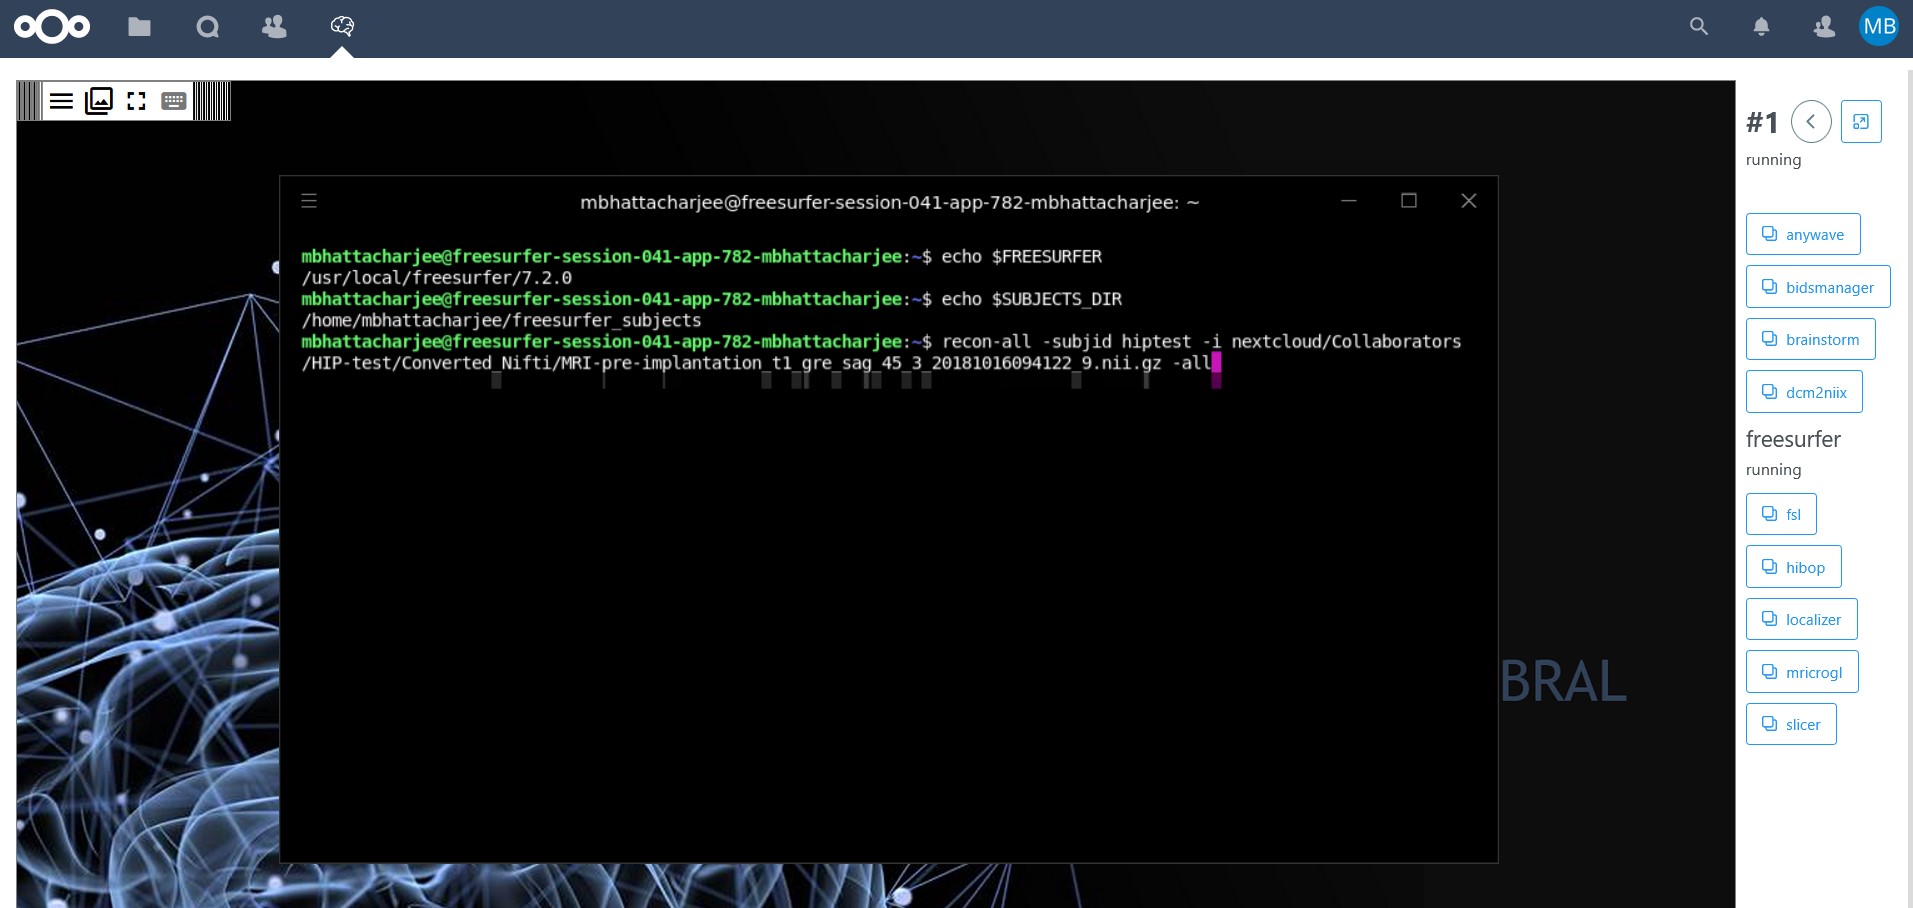 MB
#1
running
mbhattacharjee@freesurfer-session-041-app-782-mbhattacharjee: ~
mbhattacharjee@freesurfer-session-041-app-782-mbhattacharjee:~$ echo $FREESURFER
/usr/local/freesurfer/7.2.0
mbhattacharjee@freesurfer-session-041-app-782-mbhattacharjee:~$ echo $SUBJECTS_DIR
/home/mbhattacharjee/freesurfer_subjects
mbhattacharjee@freesurfer-session-041-app-782-mbhattacharjee:~$ recon-all -subjid hiptest -i nextcloud/Collaborators
/HIP-test/Converted_Nifti/MRI-pre-implantation_t1_gre_sag_45_3_20181016094122_9.nii.gz -all
BRAL
anywave
bidsmanager
brainstorm
dcm2niix
freesurfer
running
fsl
hibop
localizer
mricrogl
slicer